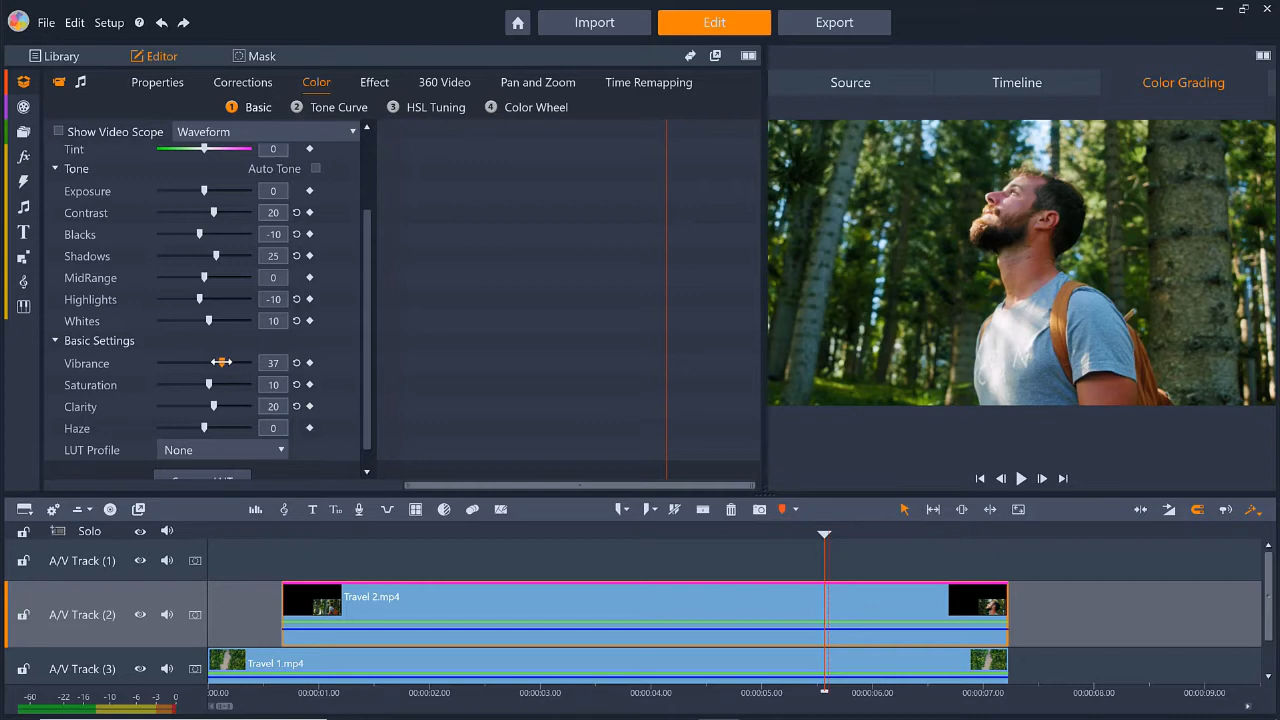 File Edit Setup
Import Edit Export
Library Editor Mask
Properties Corrections Color Effect 360 Video Pan and Zoom Time Remapping
Source Timeline Color Grading
1 Basic 2 Tone Curve 3 HSL Tuning 4 Color Wheel
Show Video Scope Waveform
Tint 0
Tone Auto Tone
Exposure 0
Contrast 20
Blacks -10
Shadows 25
MidRange 0
Highlights -10
Whites 10
Basic Settings
Vibrance 37
Saturation 10
Clarity 20
Haze 0
LUT Profile None
Solo
A/V Track (1)
A/V Track (2) Travel 2.mp4
A/V Track (3) Travel 1.mp4
:00.00 00:00:01.00 00:00:02.00 00:00:03.00 00:00:04.00 00:00:05.00 00:00:06.00 00:00:07.00 00:00:08.00 00:00:09.00
-60 -22 -16 -10 -6 -3 0